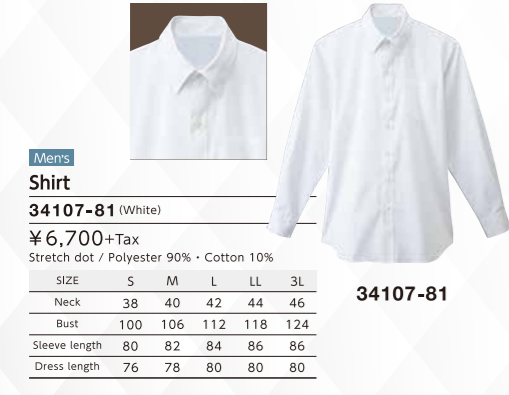 Men's
Shirt
34107-81 (White)
¥6,700+Tax
Stretch dot / Polyester 90%・Cotton 10%
SIZE S M L LL 3L
Neck 38 40 42 44 46
Bust 100 106 112 118 124
Sleeve length 80 82 84 86 86
Dress length 76 78 80 80 80
34107-81